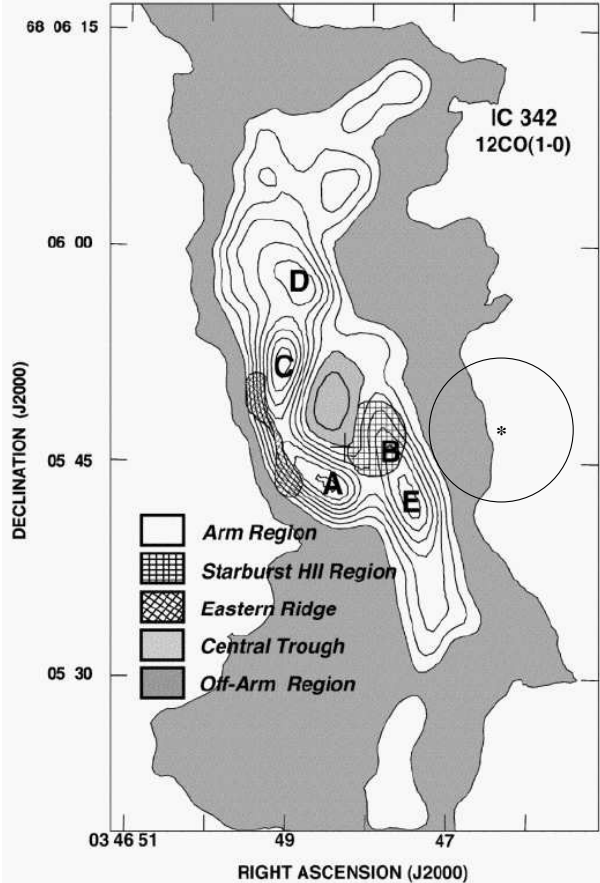 68 06 15
IC 342
12CO(1-0)
06 00
D
C
05 45
B
A
E
DECLINATION (J2000)
Arm Region
Starburst HII Region
Eastern Ridge
Central Trough
05 30
Off-Arm Region
03 46 51
49
47
RIGHT ASCENSION (J2000)